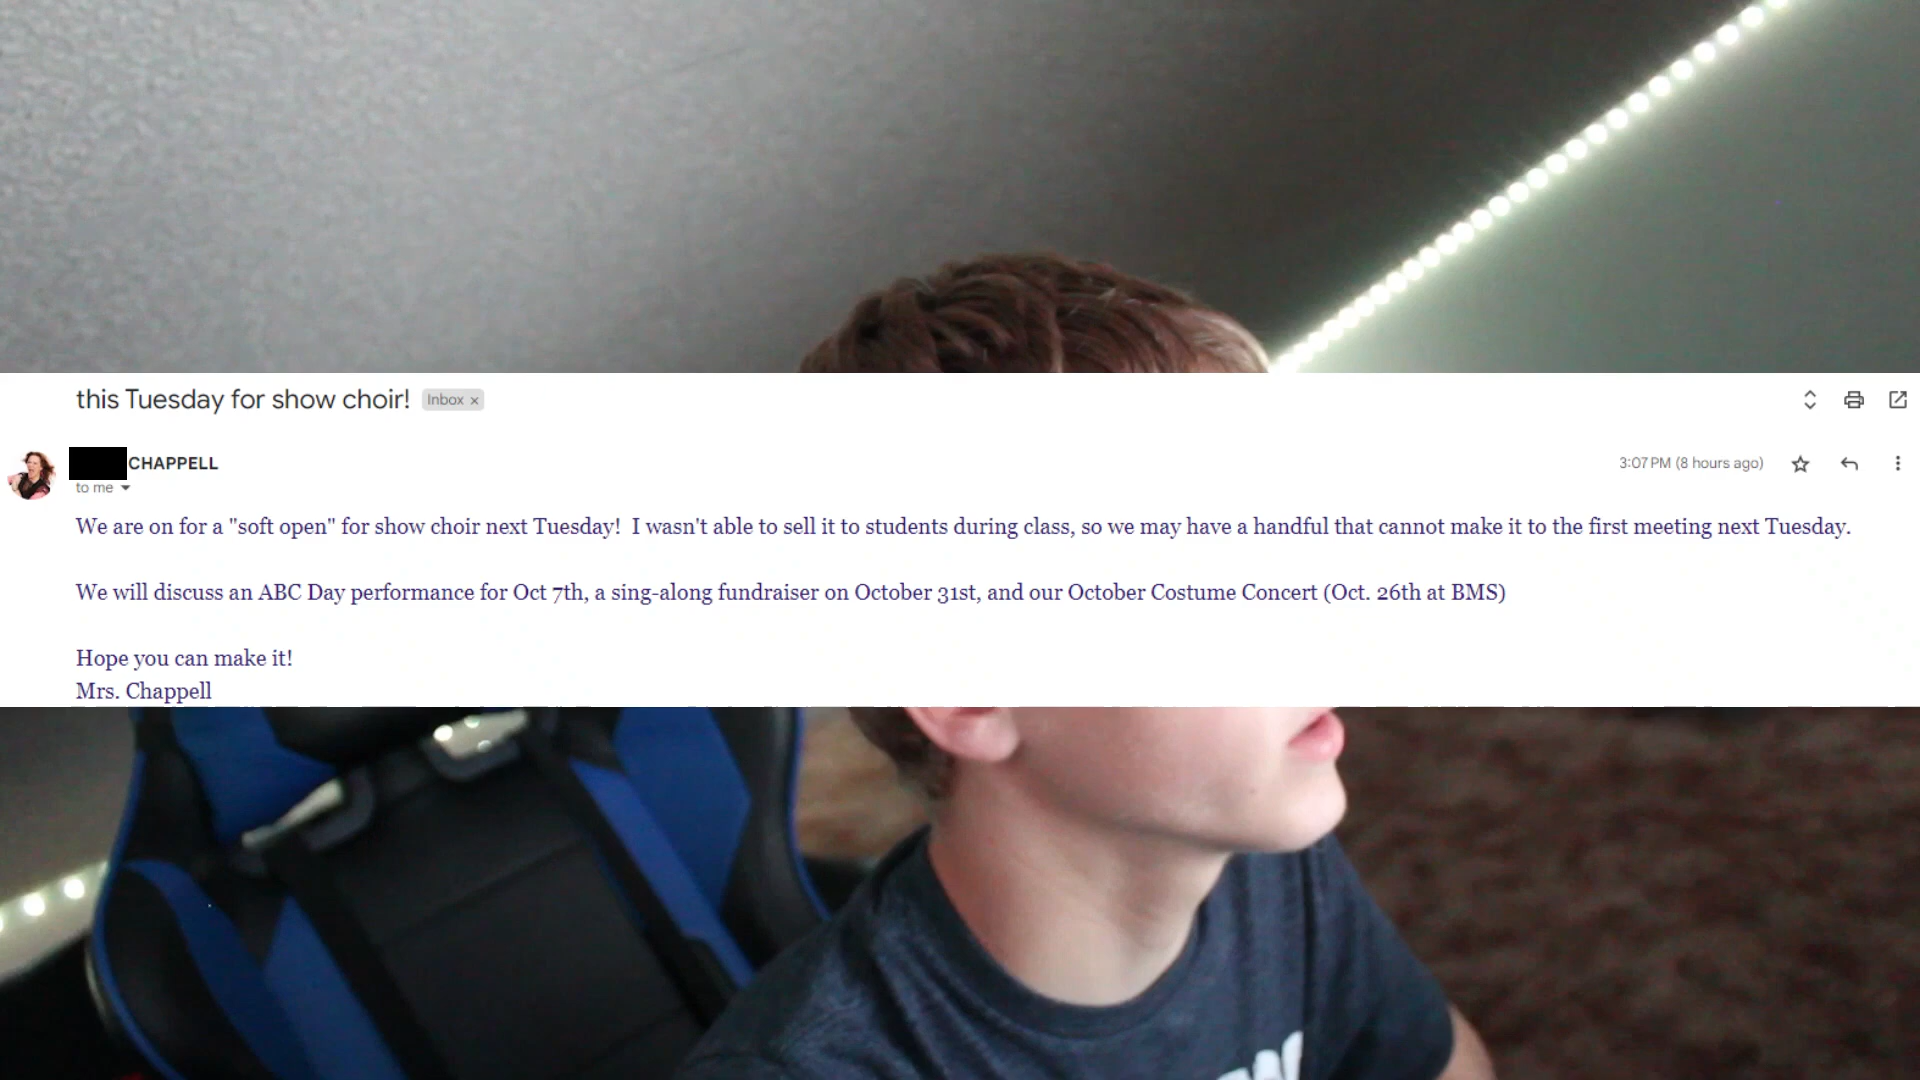 this Tuesday for show choir! Inbox ×
CHAPPELL
3:07 PM (8 hours ago)
to me
We are on for a "soft open" for show choir next Tuesday!  I wasn't able to sell it to students during class, so we may have a handful that cannot make it to the first meeting next Tuesday.
We will discuss an ABC Day performance for Oct 7th, a sing-along fundraiser on October 31st, and our October Costume Concert (Oct. 26th at BMS)
Hope you can make it!
Mrs. Chappell